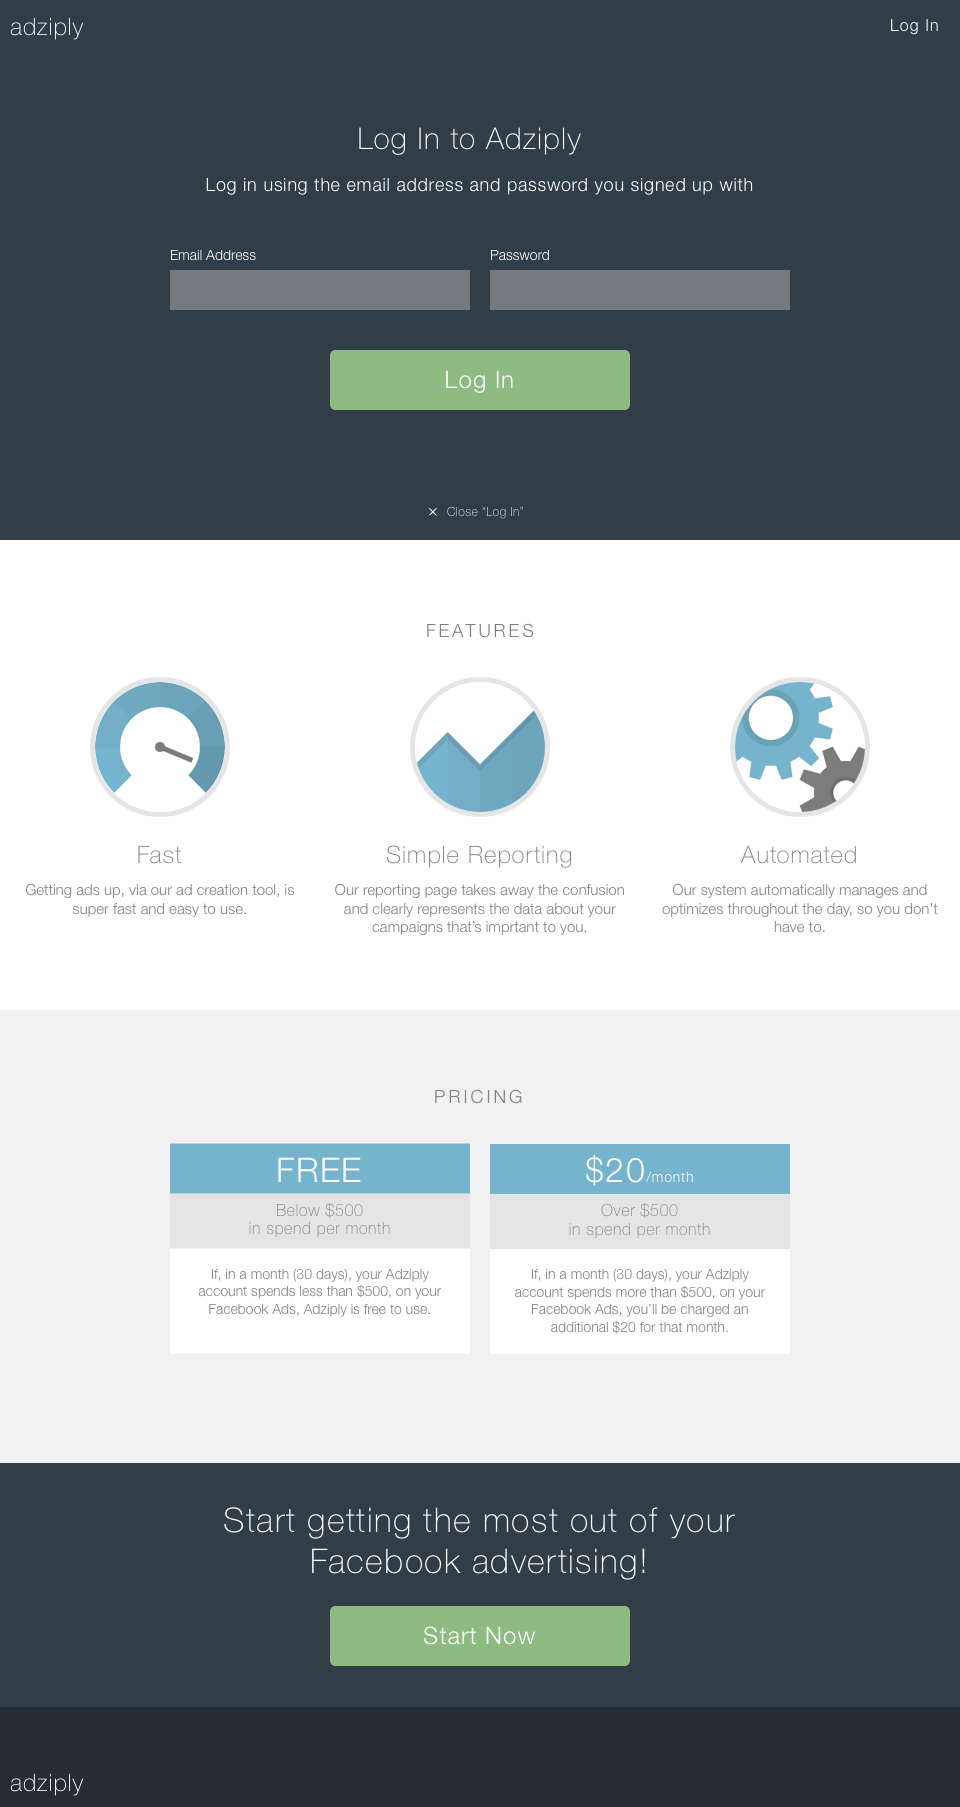 adziply
Log In
Log In to Adziply
Log in using the email address and password you signed up with
Email Address
Password
Log In
× Close “Log In”
FEATURES
Fast
Getting ads up, via our ad creation tool, is
super fast and easy to use.
Simple Reporting
Our reporting page takes away the confusion
and clearly represents the data about your
campaigns that’s imprtant to you.
Automated
Our system automatically manages and
optimizes throughout the day, so you don’t
have to.
PRICING
FREE
Below $500
in spend per month
If, in a month (30 days), your Adziply
account spends less than $500, on your
Facebook Ads, Adziply is free to use.
$20/month
Over $500
in spend per month
If, in a month (30 days), your Adziply
account spends more than $500, on your
Facebook Ads, you’ll be charged an
additional $20 for that month.
Start getting the most out of your
Facebook advertising!
Start Now
adziply